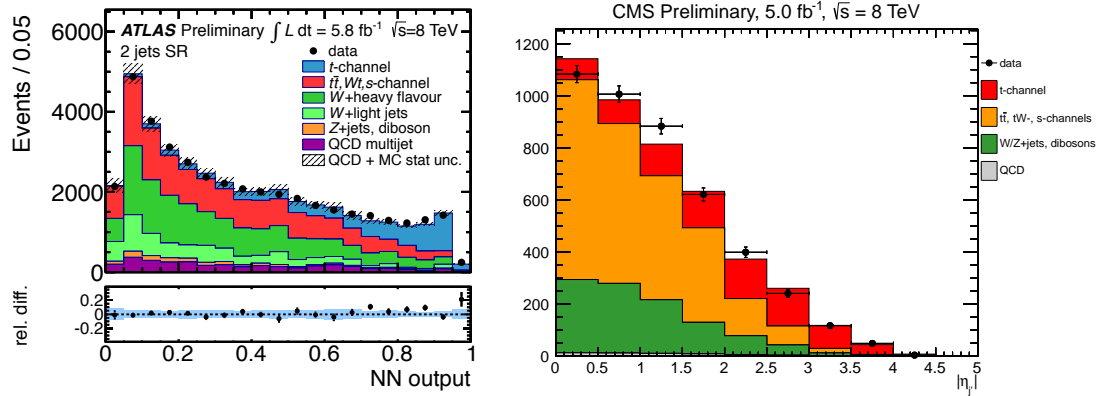 ATLAS Preliminary ∫ L dt = 5.8 fb⁻¹ √s=8 TeV
2 jets SR
data
t-channel
tt̄, Wt, s-channel
W+heavy flavour
W+light jets
Z+jets, diboson
QCD multijet
QCD + MC stat unc.
Events / 0.05
6000
4000
2000
0
rel. diff.
0.2
0
-0.2
0 0.2 0.4 0.6 0.8 1
NN output
CMS Preliminary, 5.0 fb⁻¹, √s = 8 TeV
1200
1000
800
600
400
200
0
0 0.5 1 1.5 2 2.5 3 3.5 4 4.5 5
|η_j'|
data
t-channel
tt̄, tW-, s-channels
W/Z+jets, dibosons
QCD